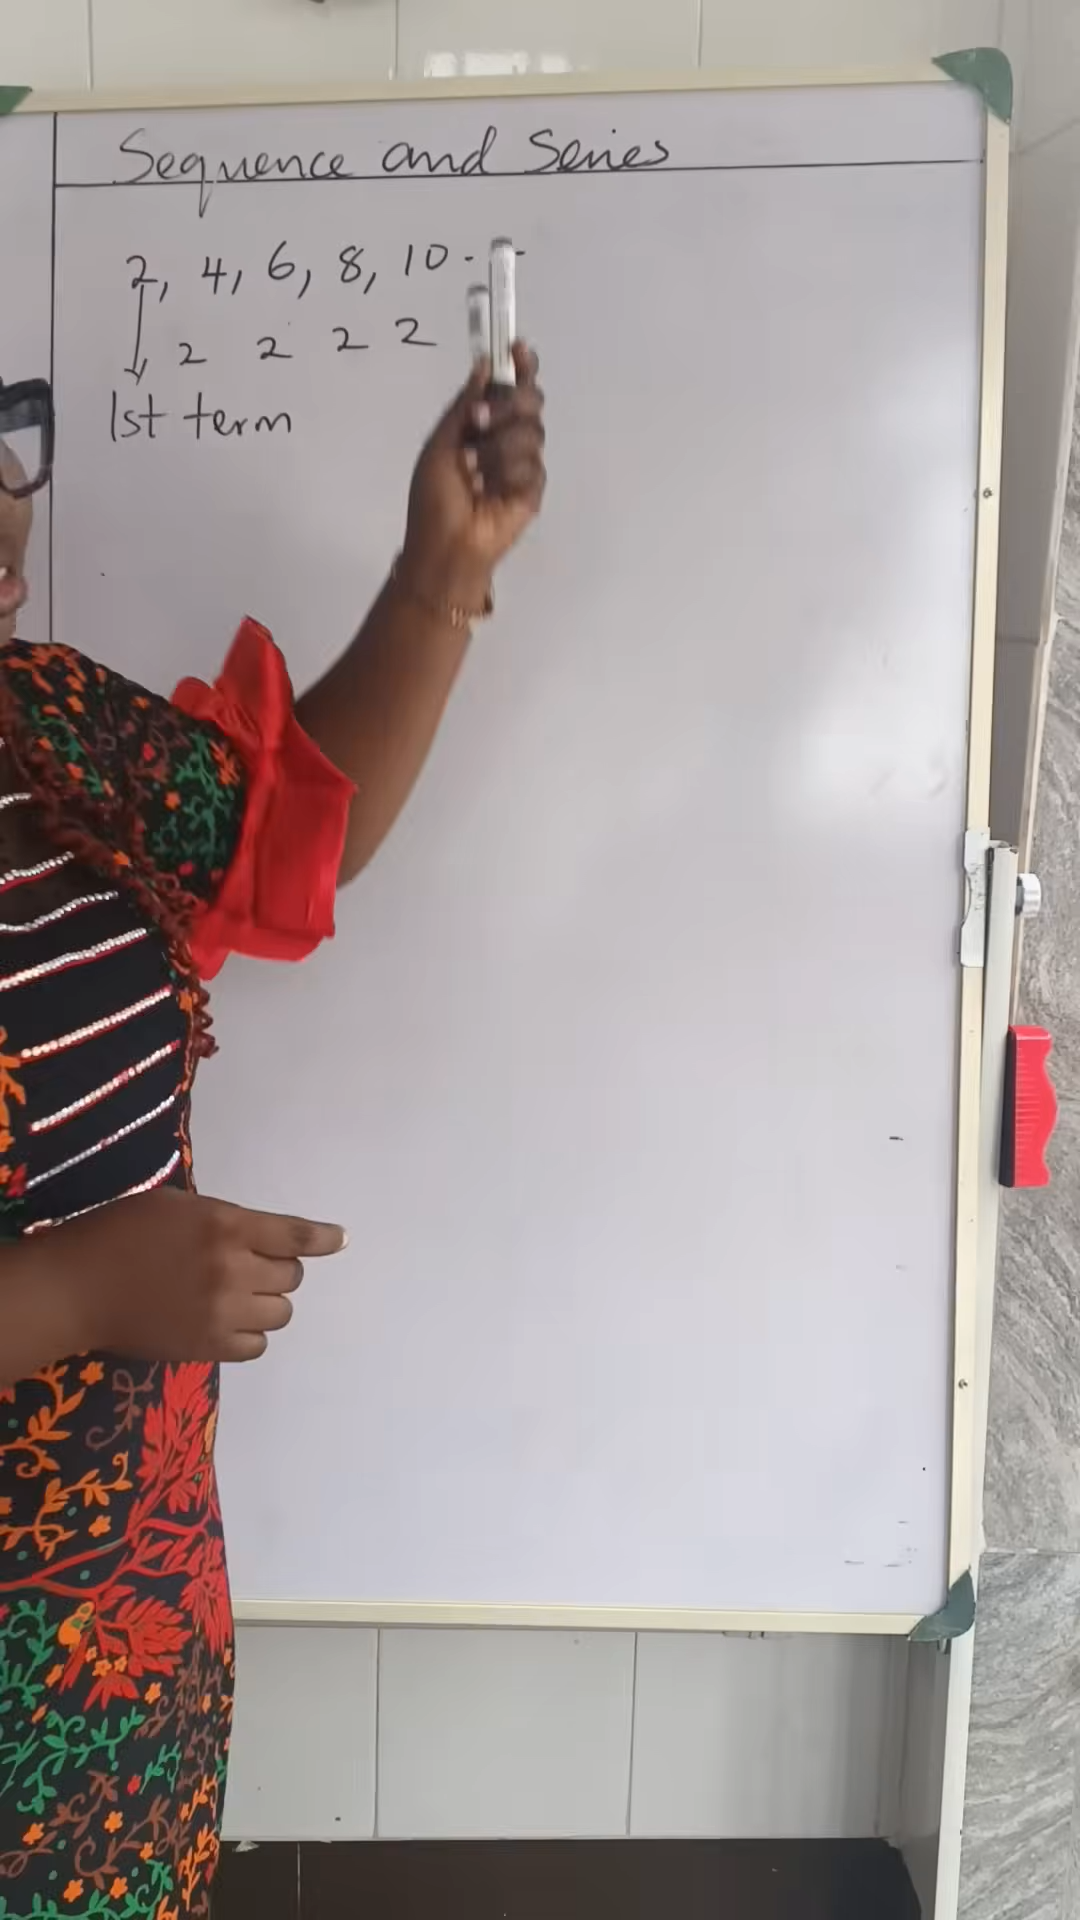 Sequence and Series
2, 4, 6, 8, 10 - -
2 2 2 2
1st term